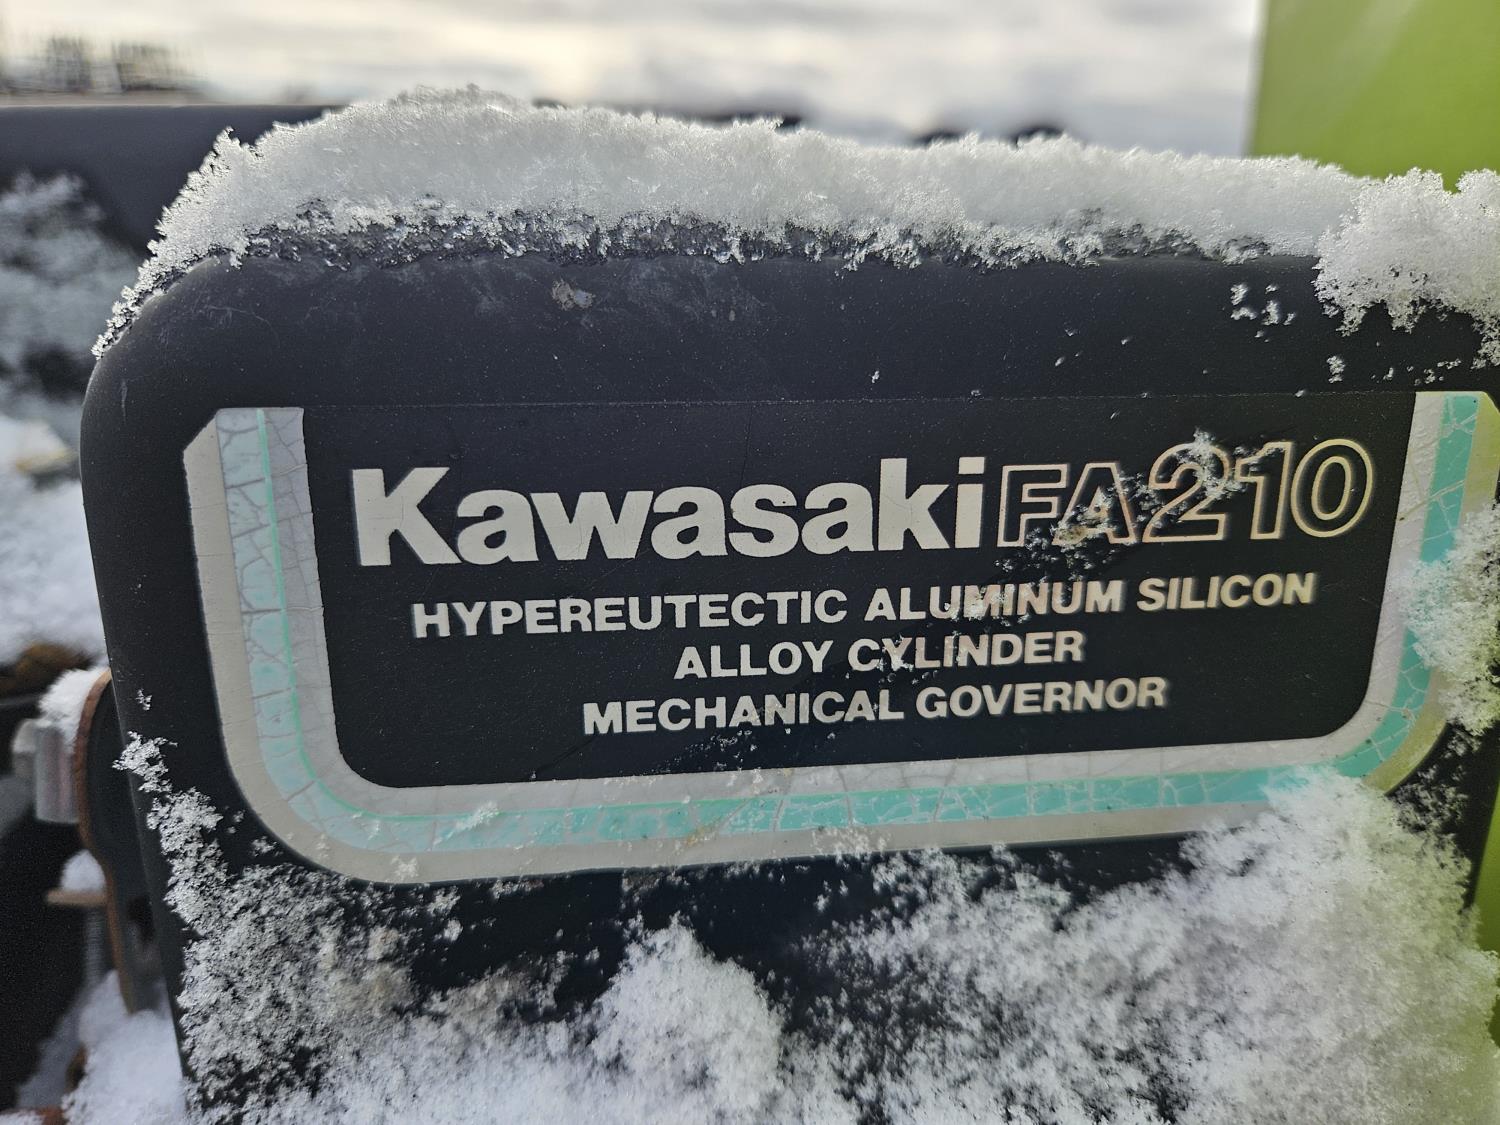 Kawasaki FA210
HYPEREUTECTIC ALUMINUM SILICON
ALLOY CYLINDER
MECHANICAL GOVERNOR